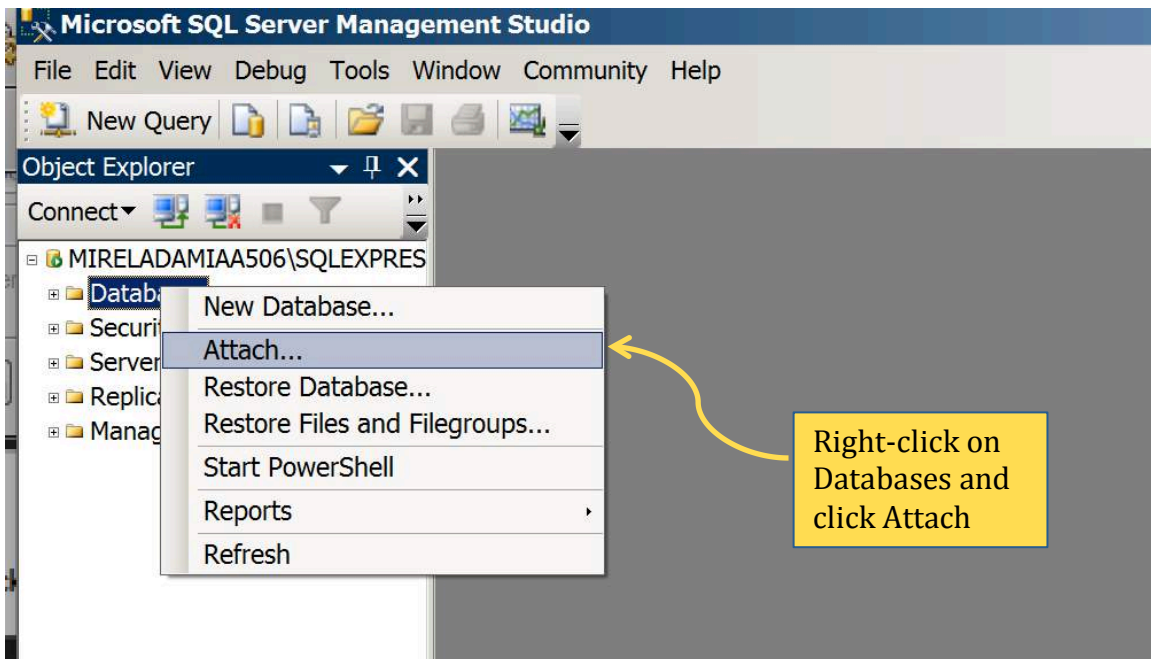 Microsoft SQL Server Management Studio
File Edit View Debug Tools Window Community Help
New Query
Object Explorer
Connect
MIRELADAMIAA506\SQLEXPRES
Datab
New Database...
Securi
Attach...
Server
Restore Database...
Replica
Restore Files and Filegroups...
Manag
Start PowerShell
Reports
Refresh
Right-click on
Databases and
click Attach